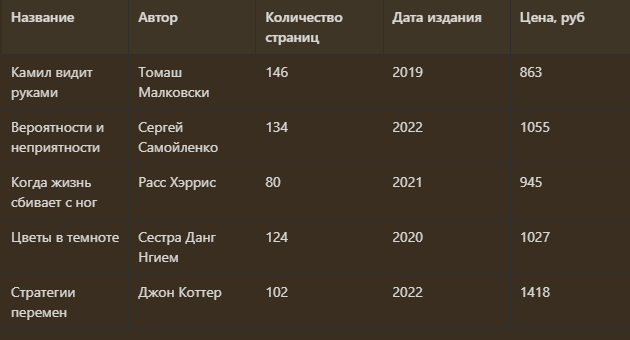 Название Автор Количество страниц Дата издания Цена, руб
Камил видит руками Томаш Малковски 146 2019 863
Вероятности и неприятности Сергей Самойленко 134 2022 1055
Когда жизнь сбивает с ног Расс Хэррис 80 2021 945
Цветы в темноте Сестра Данг Нгием 124 2020 1027
Стратегии перемен Джон Коттер 102 2022 1418